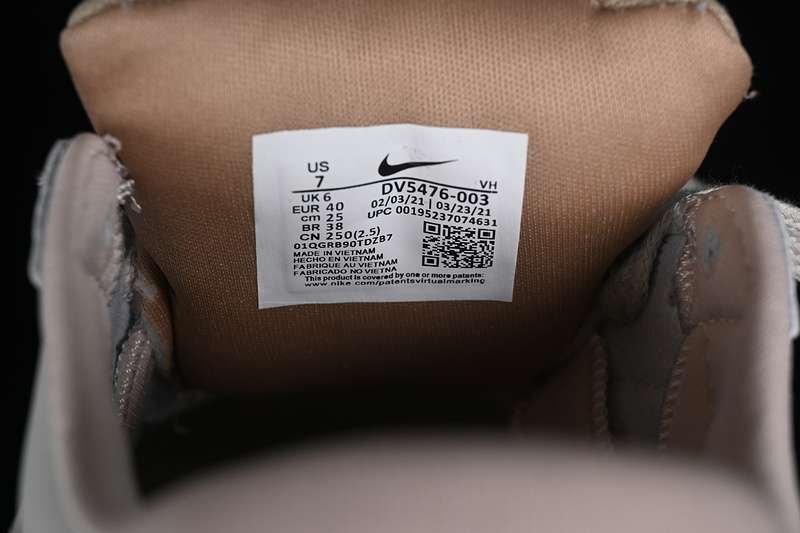 US
7
VH
UK 6
EUR 40
cm 25
BR 38
CN 250(2.5)
01QGRB90TDZB7
DV5476-003
02/03/21 | 03/23/21
UPC 00195237074631
MADE IN VIETNAM
HECHO EN VIETNAM
FABRIQUE AU VIETNAM
FABRICADO NO VIETNA
This product is covered by one or more patents:
www.nike.com/patentsvirtualmarking